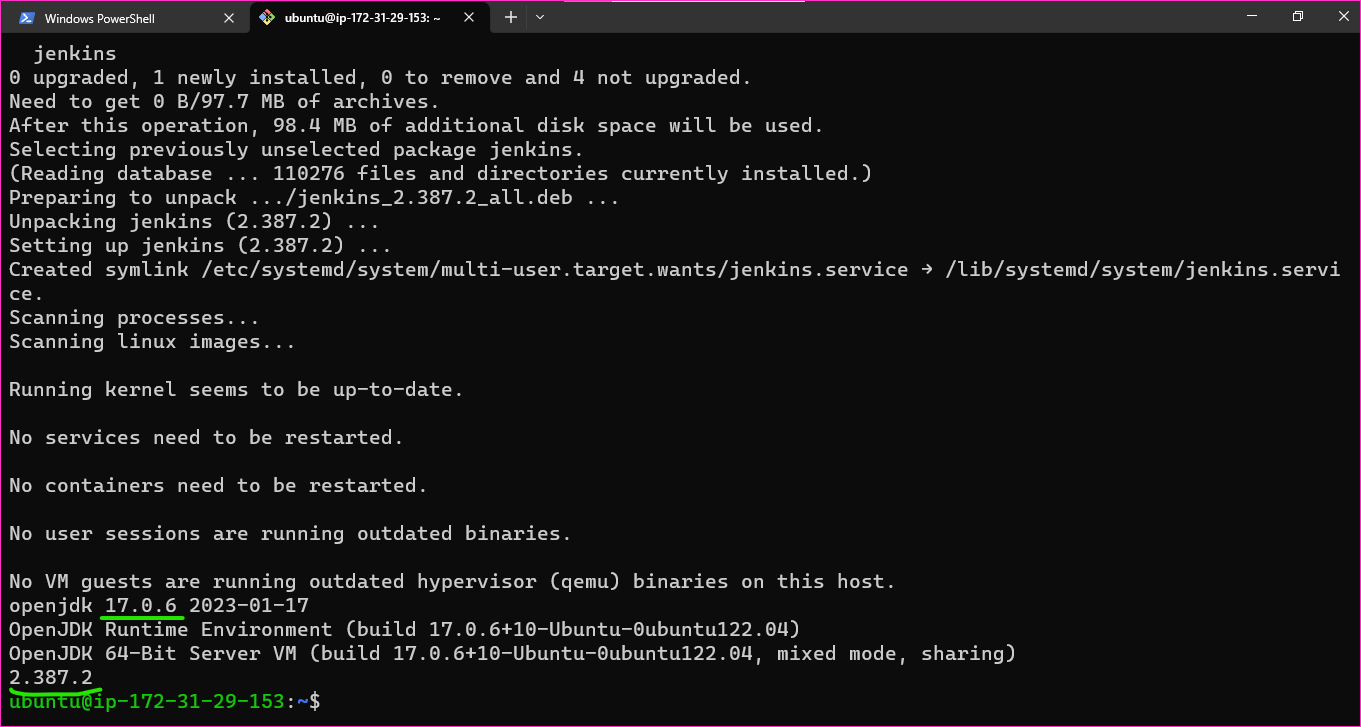 Windows PowerShell
ubuntu@ip-172-31-29-153: ~
jenkins
0 upgraded, 1 newly installed, 0 to remove and 4 not upgraded.
Need to get 0 B/97.7 MB of archives.
After this operation, 98.4 MB of additional disk space will be used.
Selecting previously unselected package jenkins.
(Reading database ... 110276 files and directories currently installed.)
Preparing to unpack .../jenkins_2.387.2_all.deb ...
Unpacking jenkins (2.387.2) ...
Setting up jenkins (2.387.2) ...
Created symlink /etc/systemd/system/multi-user.target.wants/jenkins.service → /lib/systemd/system/jenkins.servi
ce.
Scanning processes...
Scanning linux images...
Running kernel seems to be up-to-date.
No services need to be restarted.
No containers need to be restarted.
No user sessions are running outdated binaries.
No VM guests are running outdated hypervisor (qemu) binaries on this host.
openjdk 17.0.6 2023-01-17
OpenJDK Runtime Environment (build 17.0.6+10-Ubuntu-0ubuntu122.04)
OpenJDK 64-Bit Server VM (build 17.0.6+10-Ubuntu-0ubuntu122.04, mixed mode, sharing)
2.387.2
ubuntu@ip-172-31-29-153:~$